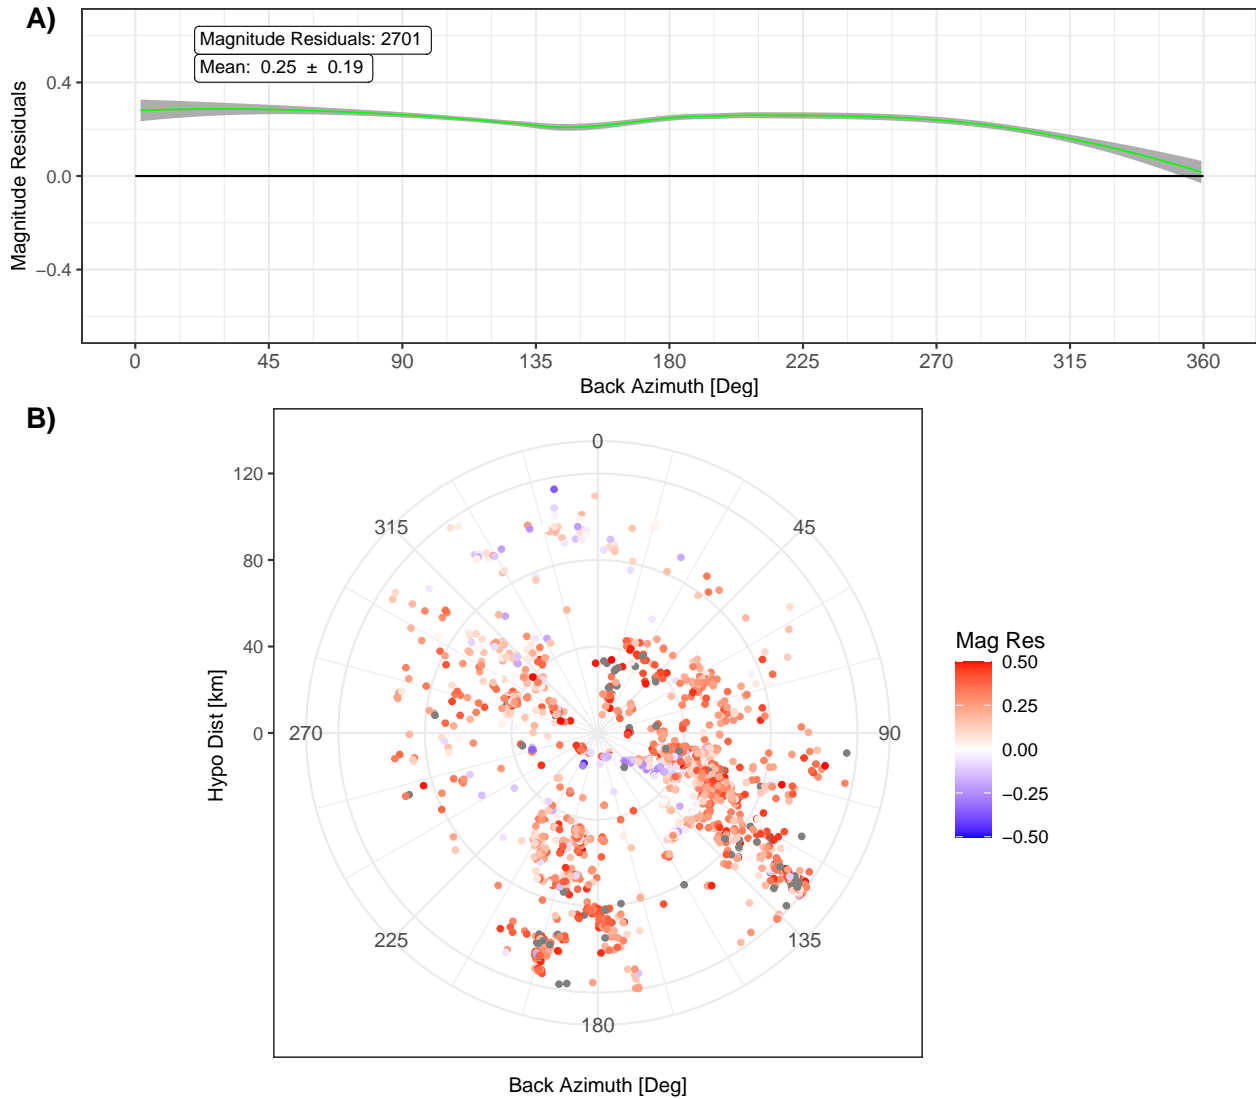 A)
Magnitude Residuals: 2701
Mean:  0.25  ±  0.19
Magnitude Residuals
0.4
0.0
−0.4
0 45 90 135 180 225 270 315 360
Back Azimuth [Deg]
B)
Hypo Dist [km]
120
80
40
0
0
45
90
135
180
225
270
315
Back Azimuth [Deg]
Mag Res
0.50
0.25
0.00
−0.25
−0.50